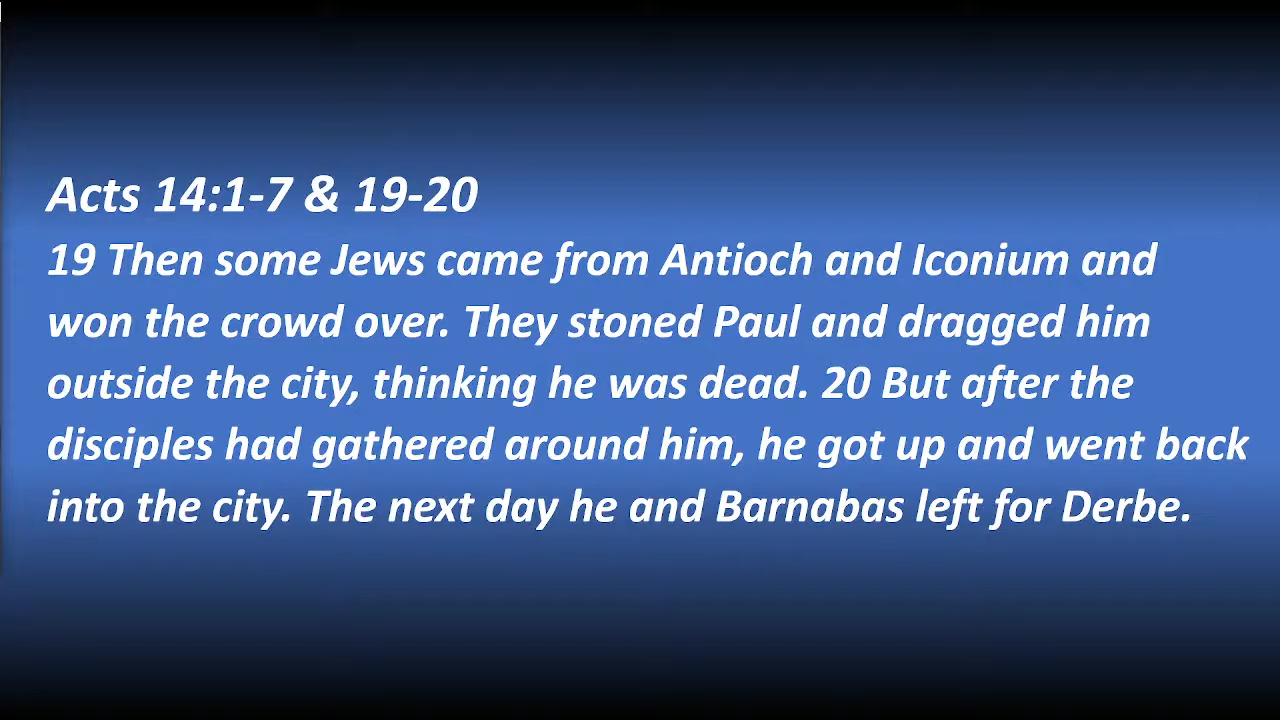 Acts 14:1-7 & 19-20
19 Then some Jews came from Antioch and Iconium and
won the crowd over. They stoned Paul and dragged him
outside the city, thinking he was dead. 20 But after the
disciples had gathered around him, he got up and went back
into the city. The next day he and Barnabas left for Derbe.